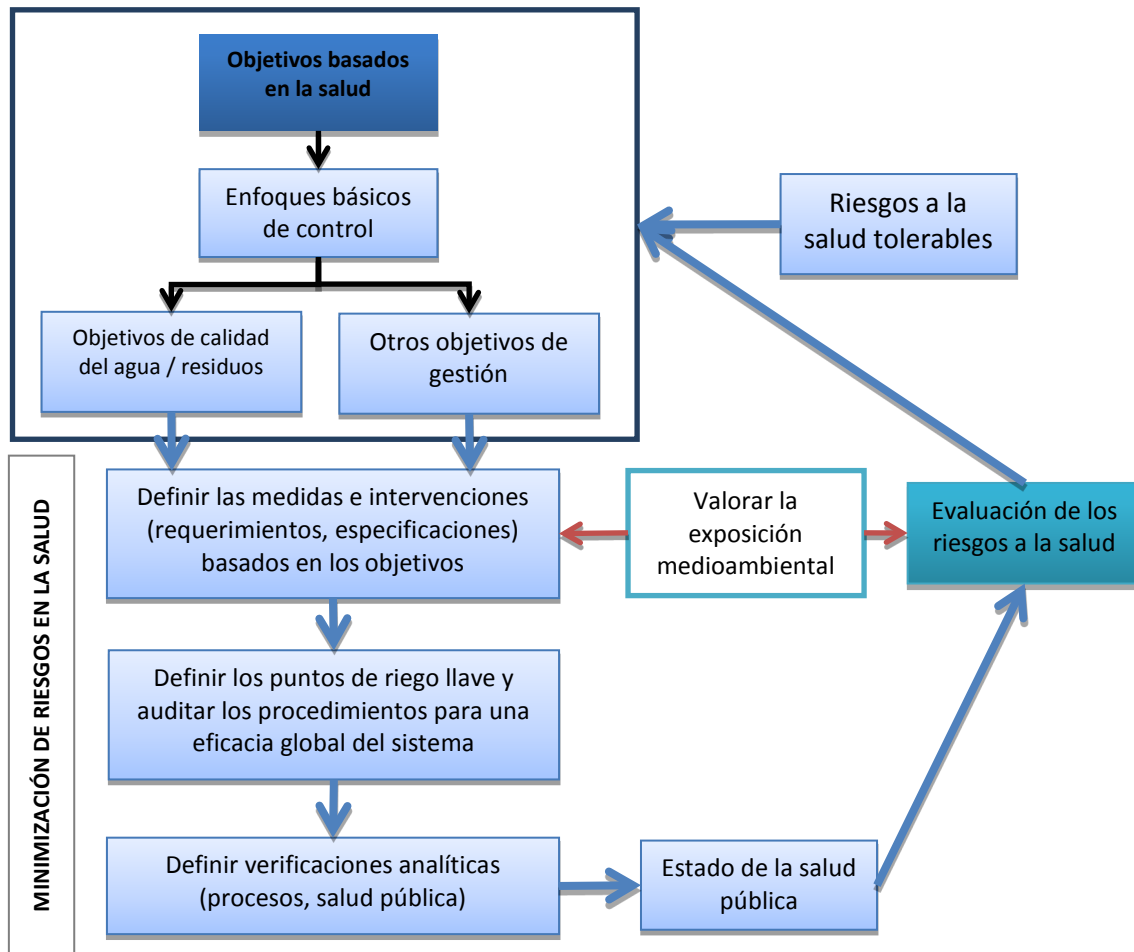 Objetivos basados
en la salud
Enfoques básicos
de control
Riesgos a la
salud tolerables
Objetivos de calidad
del agua / residuos
Otros objetivos de
gestión
MINIMIZACIÓN DE RIESGOS EN LA SALUD
Definir las medidas e intervenciones
(requerimientos, especificaciones)
basados en los objetivos
Valorar la
exposición
medioambiental
Evaluación de los
riesgos a la salud
Definir los puntos de riego llave y
auditar los procedimientos para una
eficacia global del sistema
Definir verificaciones analíticas
(procesos, salud pública)
Estado de la salud
pública